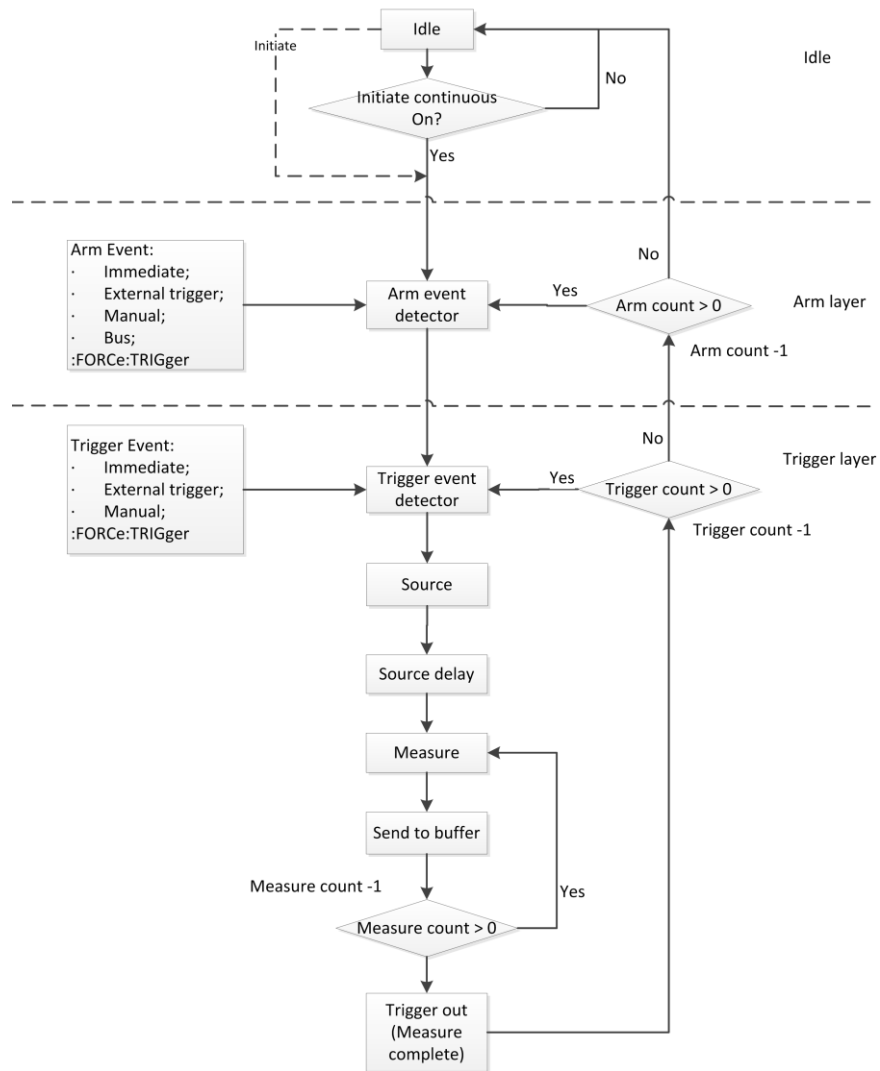 Idle
Initiate
Idle
No
Initiate continuous
On?
Yes
Arm Event:
· Immediate;
· External trigger;
· Manual;
· Bus;
:FORCe:TRIGger
No
Arm event
detector
Yes
Arm count > 0
Arm layer
Arm count -1
Trigger Event:
· Immediate;
· External trigger;
· Manual;
:FORCe:TRIGger
No
Trigger layer
Trigger event
detector
Yes
Trigger count > 0
Trigger count -1
Source
Source delay
Measure
Send to buffer
Measure count -1
Yes
Measure count > 0
Trigger out
(Measure
complete)